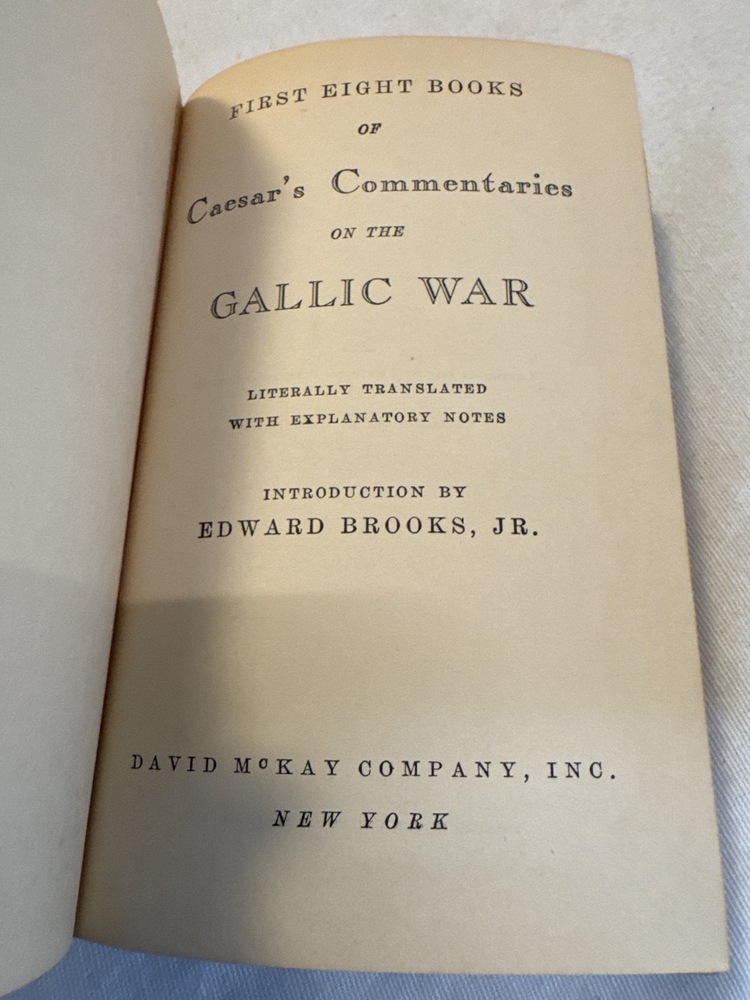 FIRST EIGHT BOOKS
OF
Caesar's Commentaries
ON THE
GALLIC WAR
LITERALLY TRANSLATED
WITH EXPLANATORY NOTES
INTRODUCTION BY
EDWARD BROOKS, JR.
DAVID McKAY COMPANY, INC.
NEW YORK